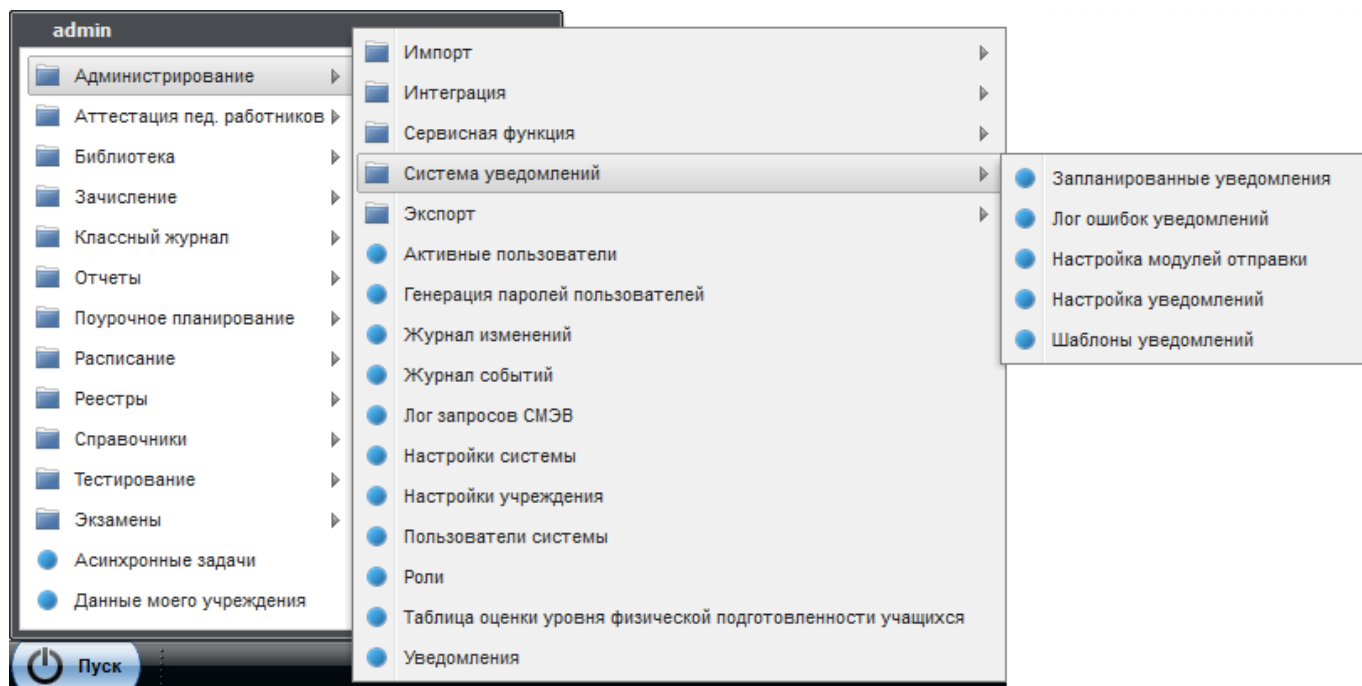 admin
Администрирование
Аттестация пед. работников
Библиотека
Зачисление
Классный журнал
Отчеты
Поурочное планирование
Расписание
Реестры
Справочники
Тестирование
Экзамены
Асинхронные задачи
Данные моего учреждения
Пуск
Импорт
Интеграция
Сервисная функция
Система уведомлений
Экспорт
Активные пользователи
Генерация паролей пользователей
Журнал изменений
Журнал событий
Лог запросов СМЭВ
Настройки системы
Настройки учреждения
Пользователи системы
Роли
Таблица оценки уровня физической подготовленности учащихся
Уведомления
Запланированные уведомления
Лог ошибок уведомлений
Настройка модулей отправки
Настройка уведомлений
Шаблоны уведомлений